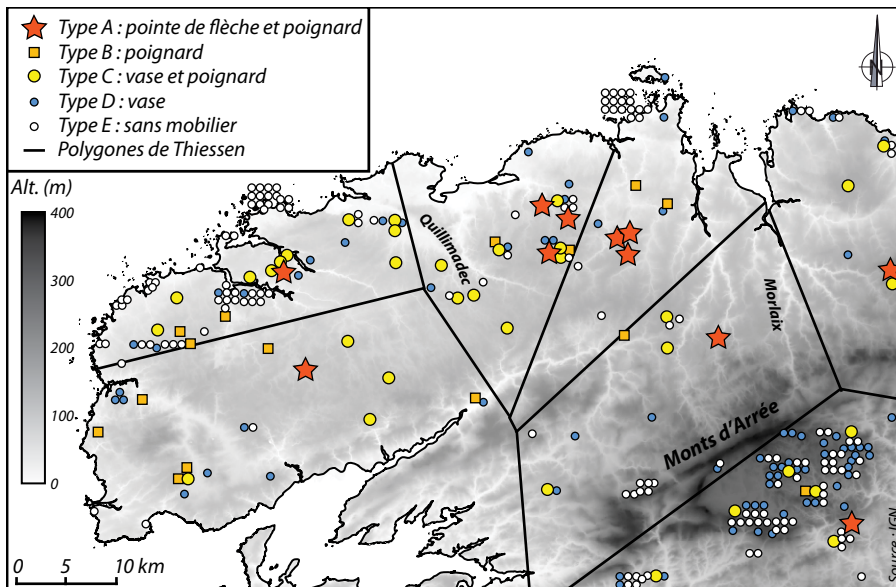 Type A : pointe de flèche et poignard
Type B : poignard
Type C : vase et poignard
Type D : vase
Type E : sans mobilier
Polygones de Thiessen
N
Alt. (m)
400
300
200
100
0
Quillimadec
Morlaix
Monts d'Arrée
0 5 10 km